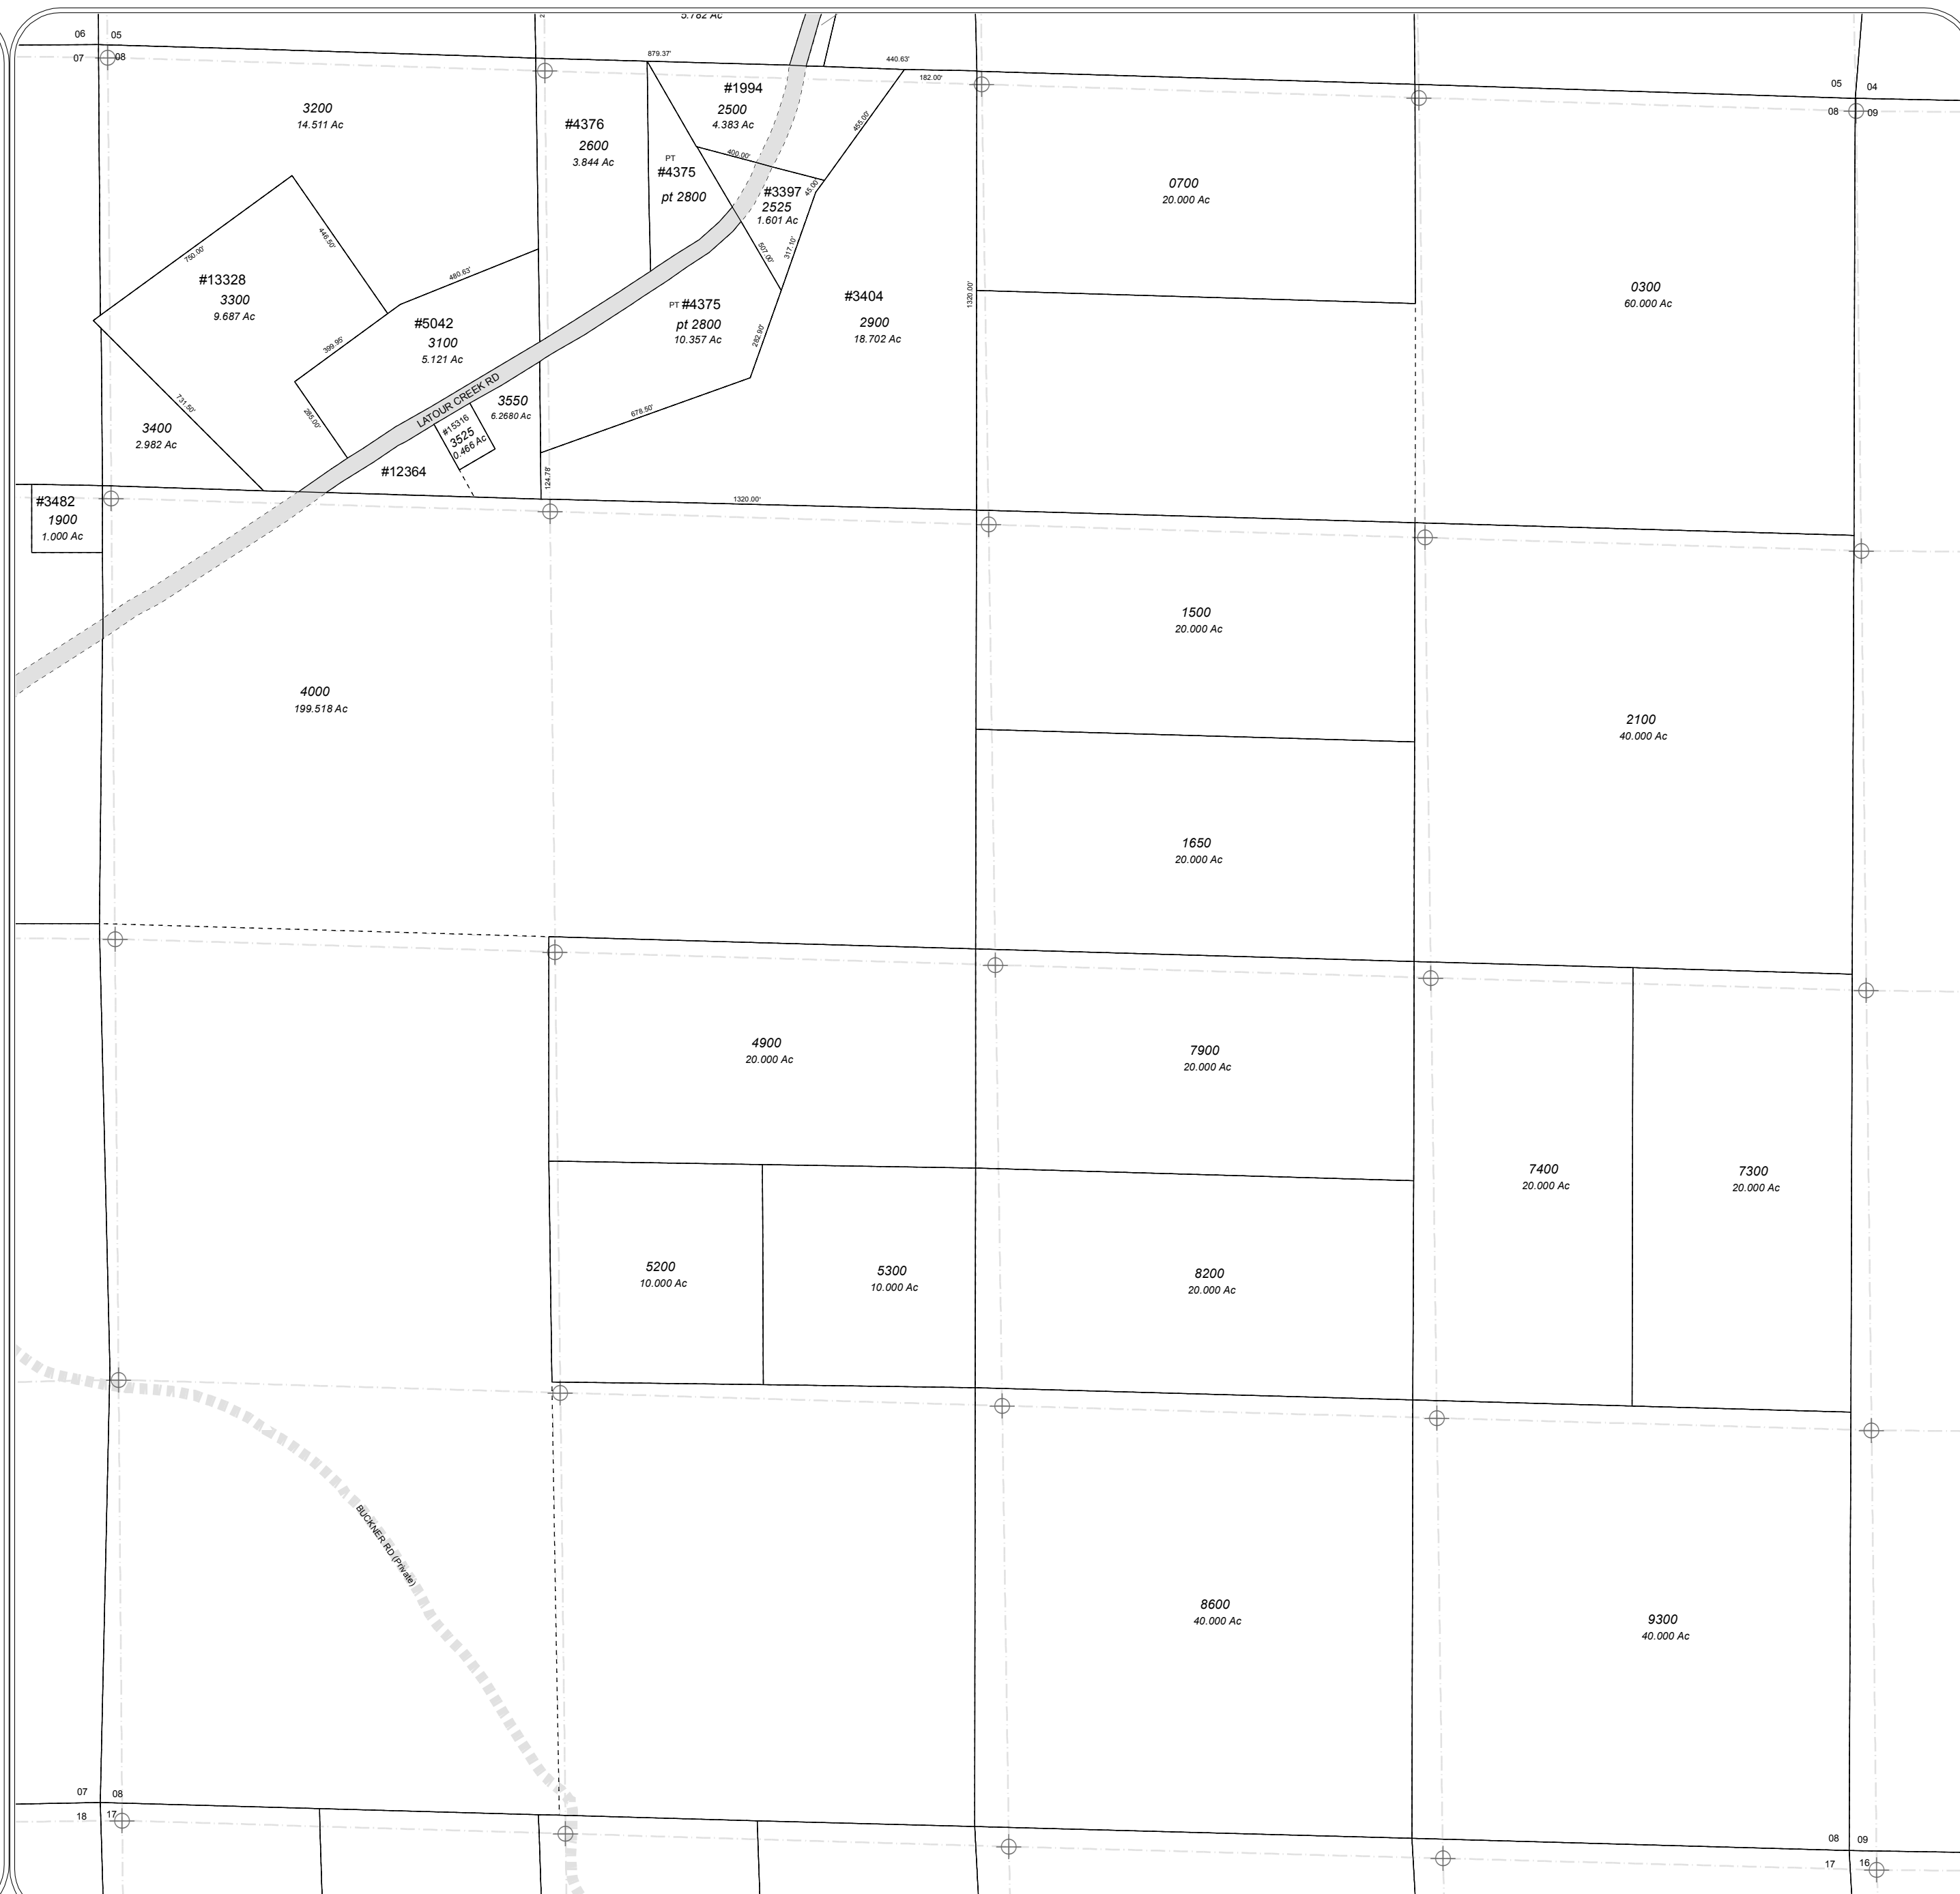 5.782 Ac
2
06 05
07 08
879.37'
440.63'
182.00'
05 04
08 09
3200
14.511 Ac
#4376
2600
3.844 Ac
#1994
2500
4.383 Ac
455.00'
400.00'
PT
#4375
pt 2800
#3397
2525
1.601 Ac
45.00'
317.10'
507.00'
0700
20.000 Ac
0300
60.000 Ac
750.00'
446.50'
#13328
3300
9.687 Ac
480.63'
#5042
3100
5.121 Ac
399.95'
PT #4375
pt 2800
10.357 Ac
282.90'
#3404
2900
18.702 Ac
1320.00'
LATOUR CREEK RD
731.50'
3400
2.982 Ac
285.00'
#15316
3525
0.466 Ac
3550
6.2680 Ac
678.50'
#12364
124.78'
1320.00'
#3482
1900
1.000 Ac
1500
20.000 Ac
4000
199.518 Ac
2100
40.000 Ac
1650
20.000 Ac
4900
20.000 Ac
7900
20.000 Ac
7400
20.000 Ac
7300
20.000 Ac
5200
10.000 Ac
5300
10.000 Ac
8200
20.000 Ac
BUCKNER RD (Private)
8600
40.000 Ac
9300
40.000 Ac
07 08
18 17
08 09
17 16